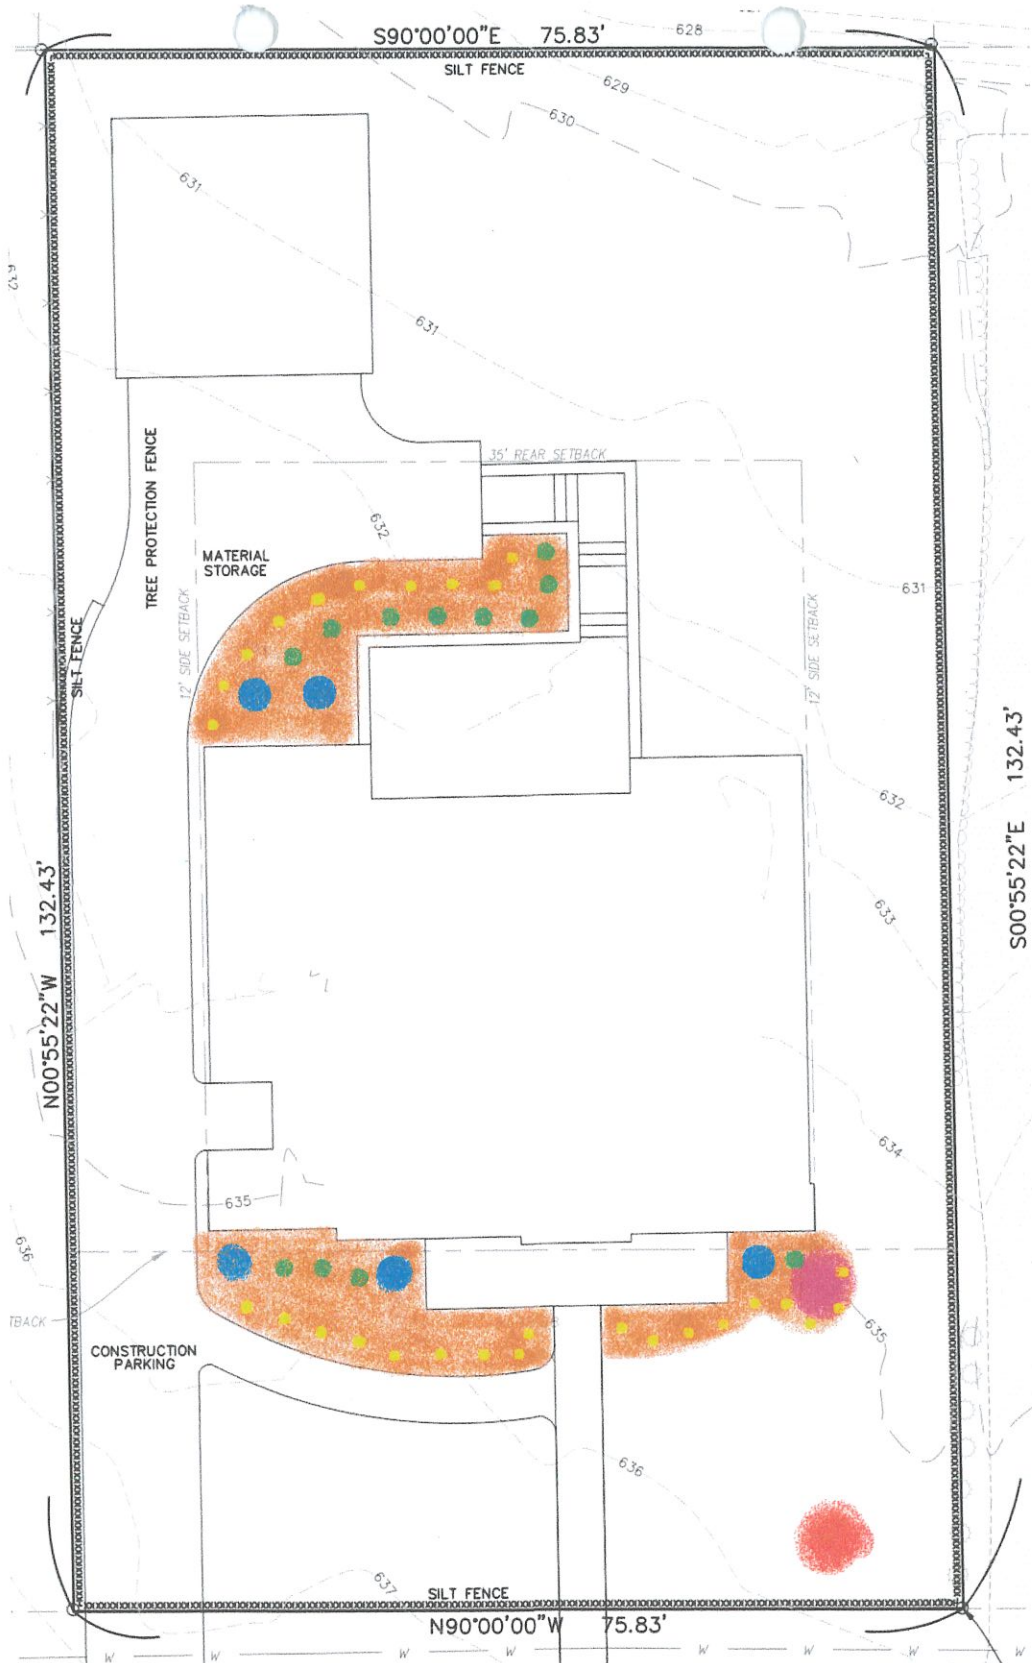 S90°00'00"E 75.83'
628
SILT FENCE
629
630
631
632
631
TREE PROTECTION FENCE
35' REAR SETBACK
632
MATERIAL
STORAGE
631
12' SIDE SETBACK
12' SIDE SETBACK
SILT FENCE
S00°55'22"E 132.43'
632
N00°55'22"W 132.43'
633
634
635
636
TBACK
635
CONSTRUCTION
PARKING
636
637
SILT FENCE
N90°00'00"W 75.83'
W W W W W W W